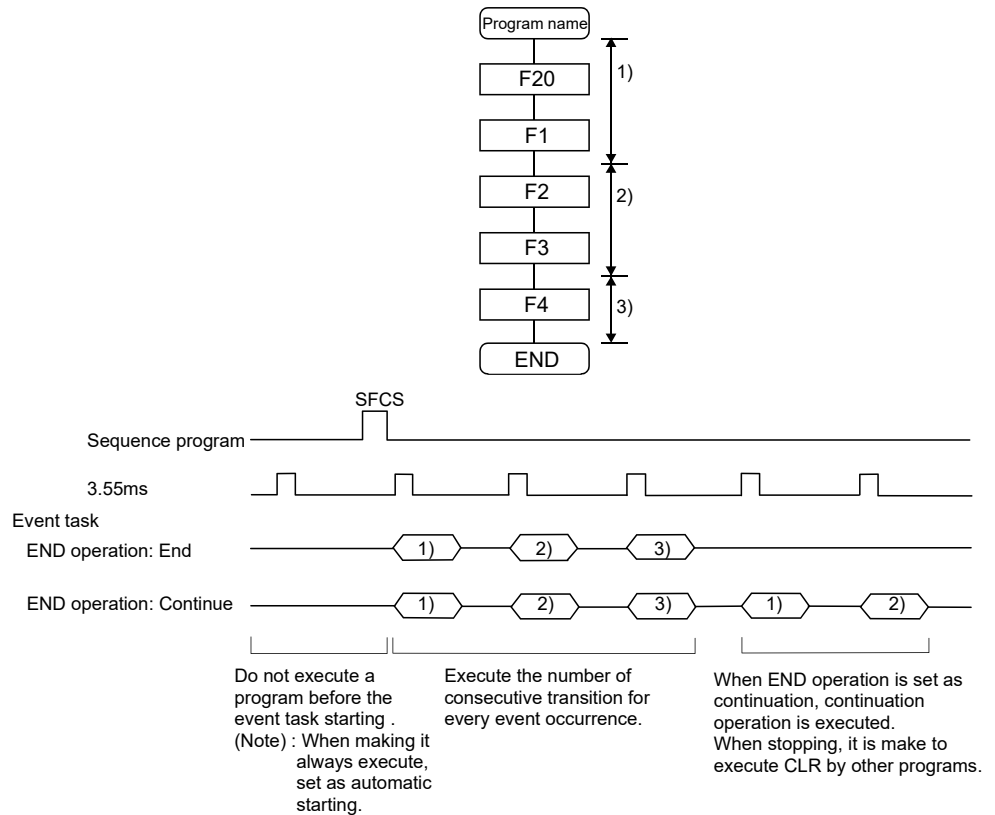 Program name
F20
1)
F1
F2
2)
F3
F4
3)
END
SFCS
Sequence program
3.55ms
Event task
END operation: End
1)
2)
3)
END operation: Continue
1)
2)
3)
1)
2)
Do not execute a
program before the
event task starting .
(Note) : When making it
always execute,
set as automatic
starting.
Execute the number of
consecutive transition for
every event occurrence.
When END operation is set as
continuation, continuation
operation is executed.
When stopping, it is make to
execute CLR by other programs.